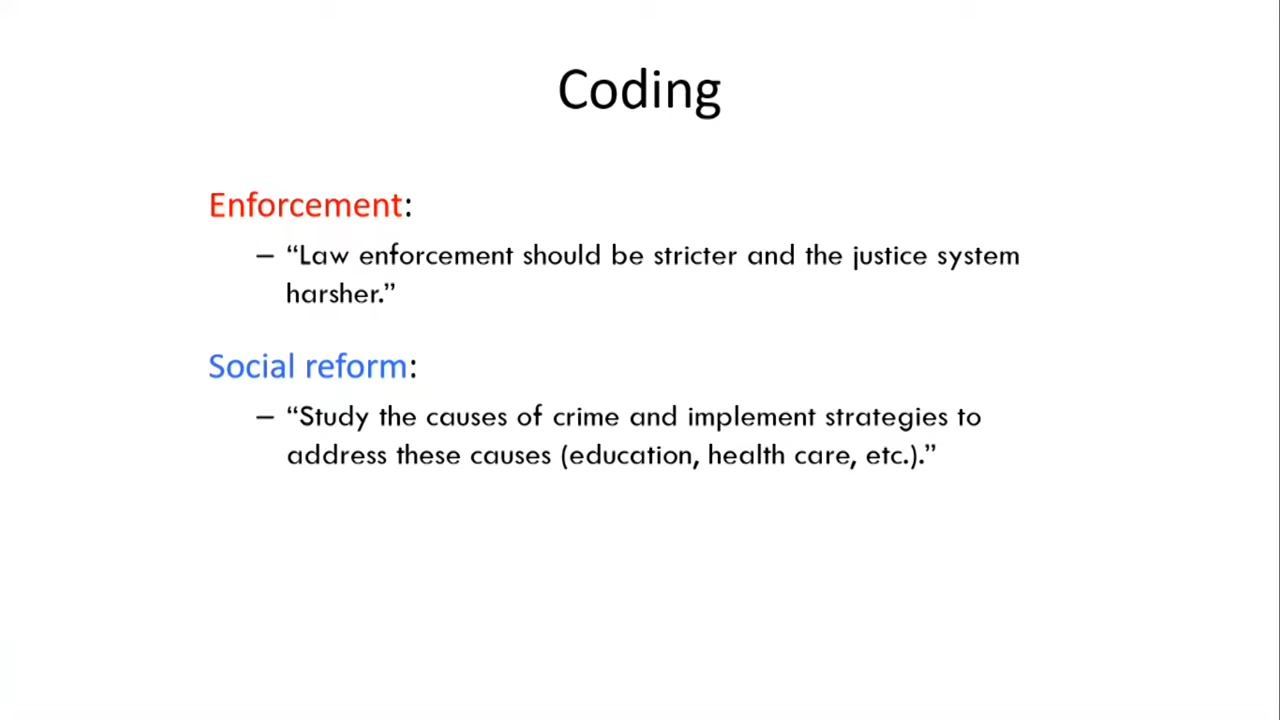 Coding
Enforcement:
– “Law enforcement should be stricter and the justice system
harsher.”
Social reform:
– “Study the causes of crime and implement strategies to
address these causes (education, health care, etc.).”